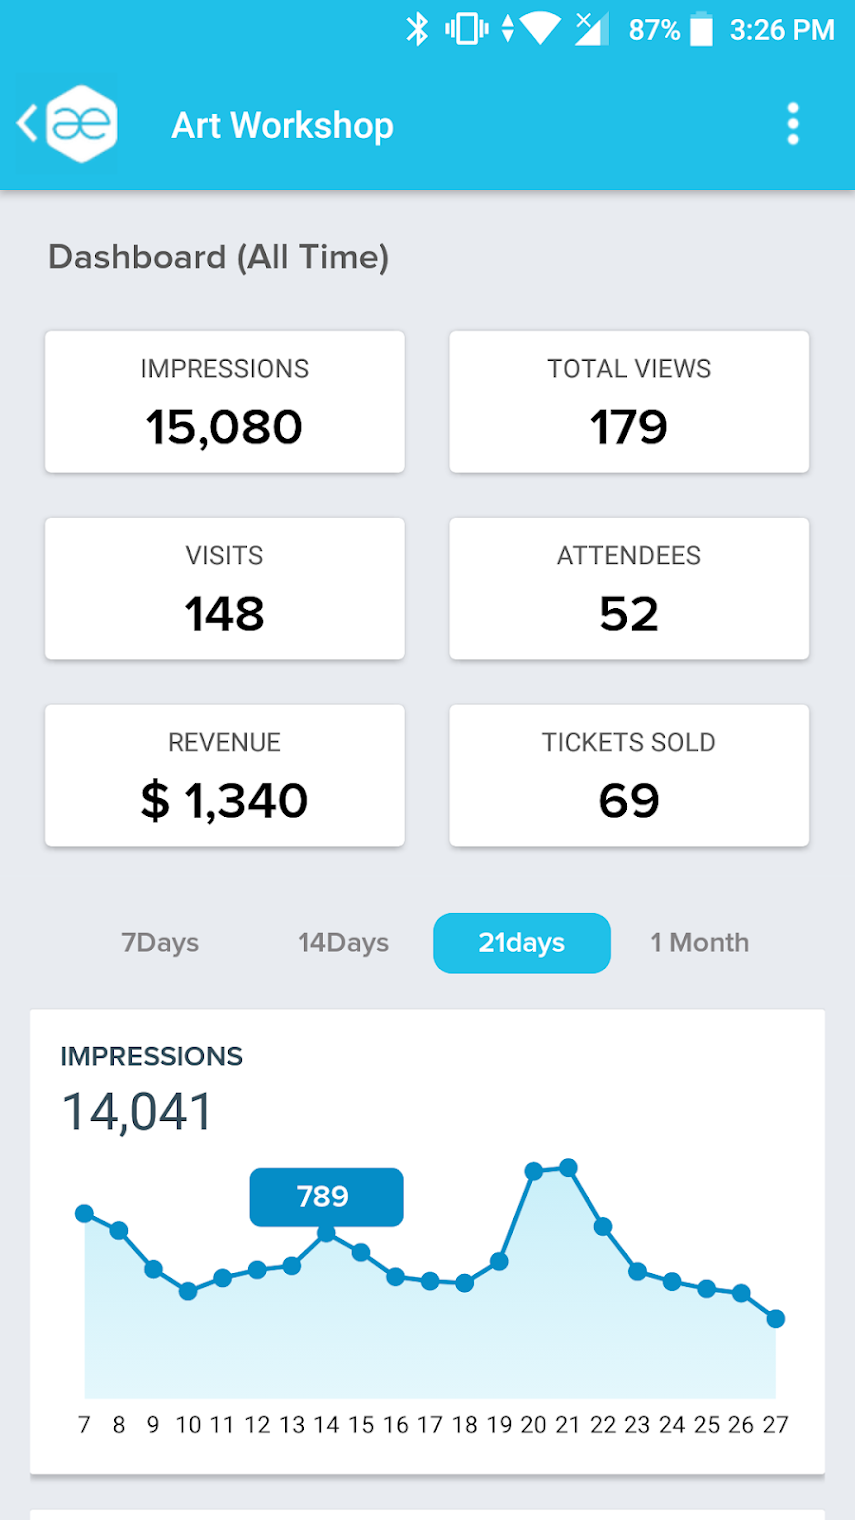 87% 3:26 PM
æ Art Workshop
Dashboard (All Time)
IMPRESSIONS TOTAL VIEWS
15,080 179
VISITS ATTENDEES
148 52
REVENUE TICKETS SOLD
$ 1,340 69
7Days 14Days 21days 1 Month
IMPRESSIONS
14,041
789
7 8 9 10 11 12 13 14 15 16 17 18 19 20 21 22 23 24 25 26 27